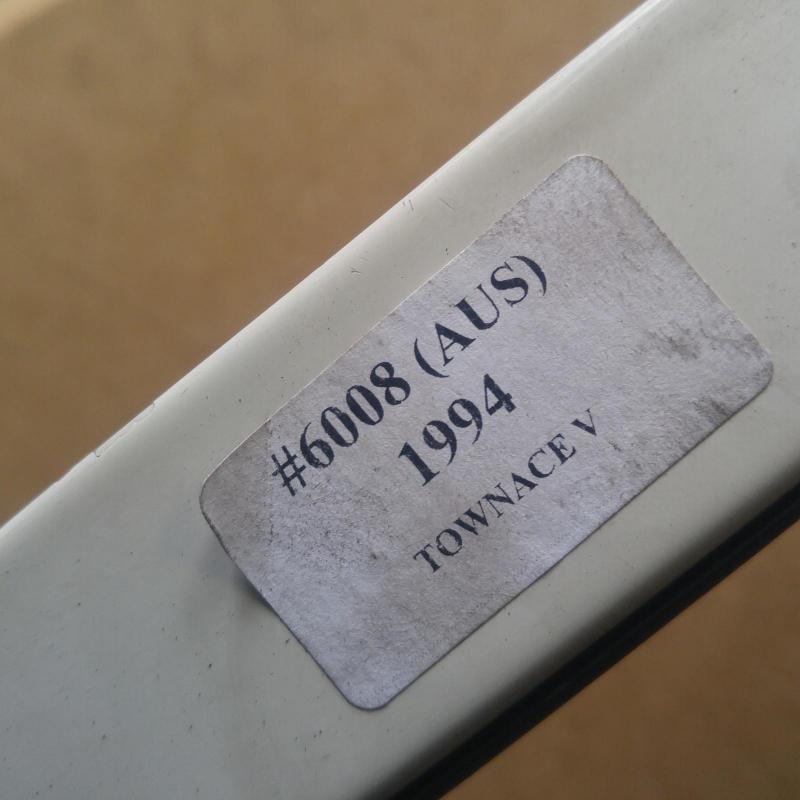 #6008 (AUS)
1994
TOWNACE V